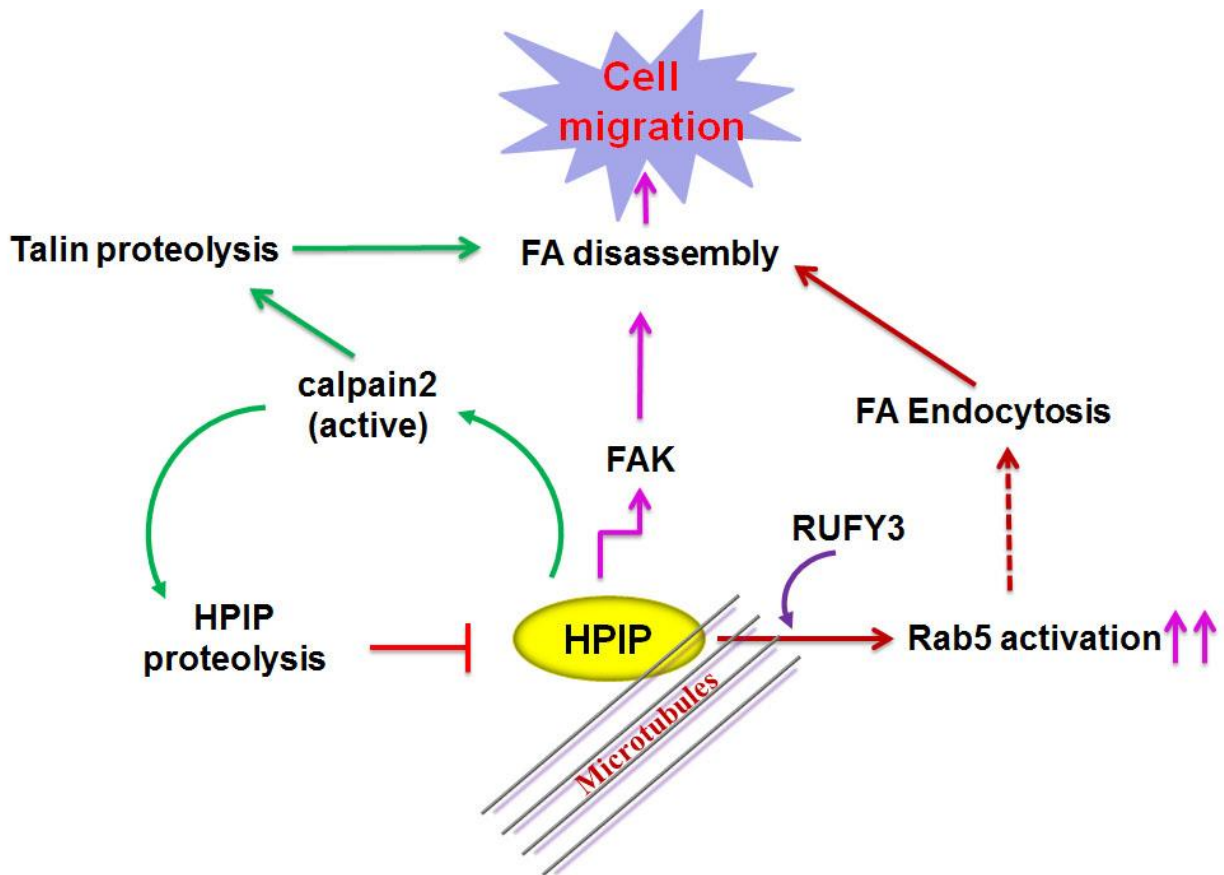 Cell
migration
Talin proteolysis
FA disassembly
calpain2
(active)
FA Endocytosis
FAK
RUFY3
HPIP
proteolysis
HPIP
Rab5 activation
Microtubules